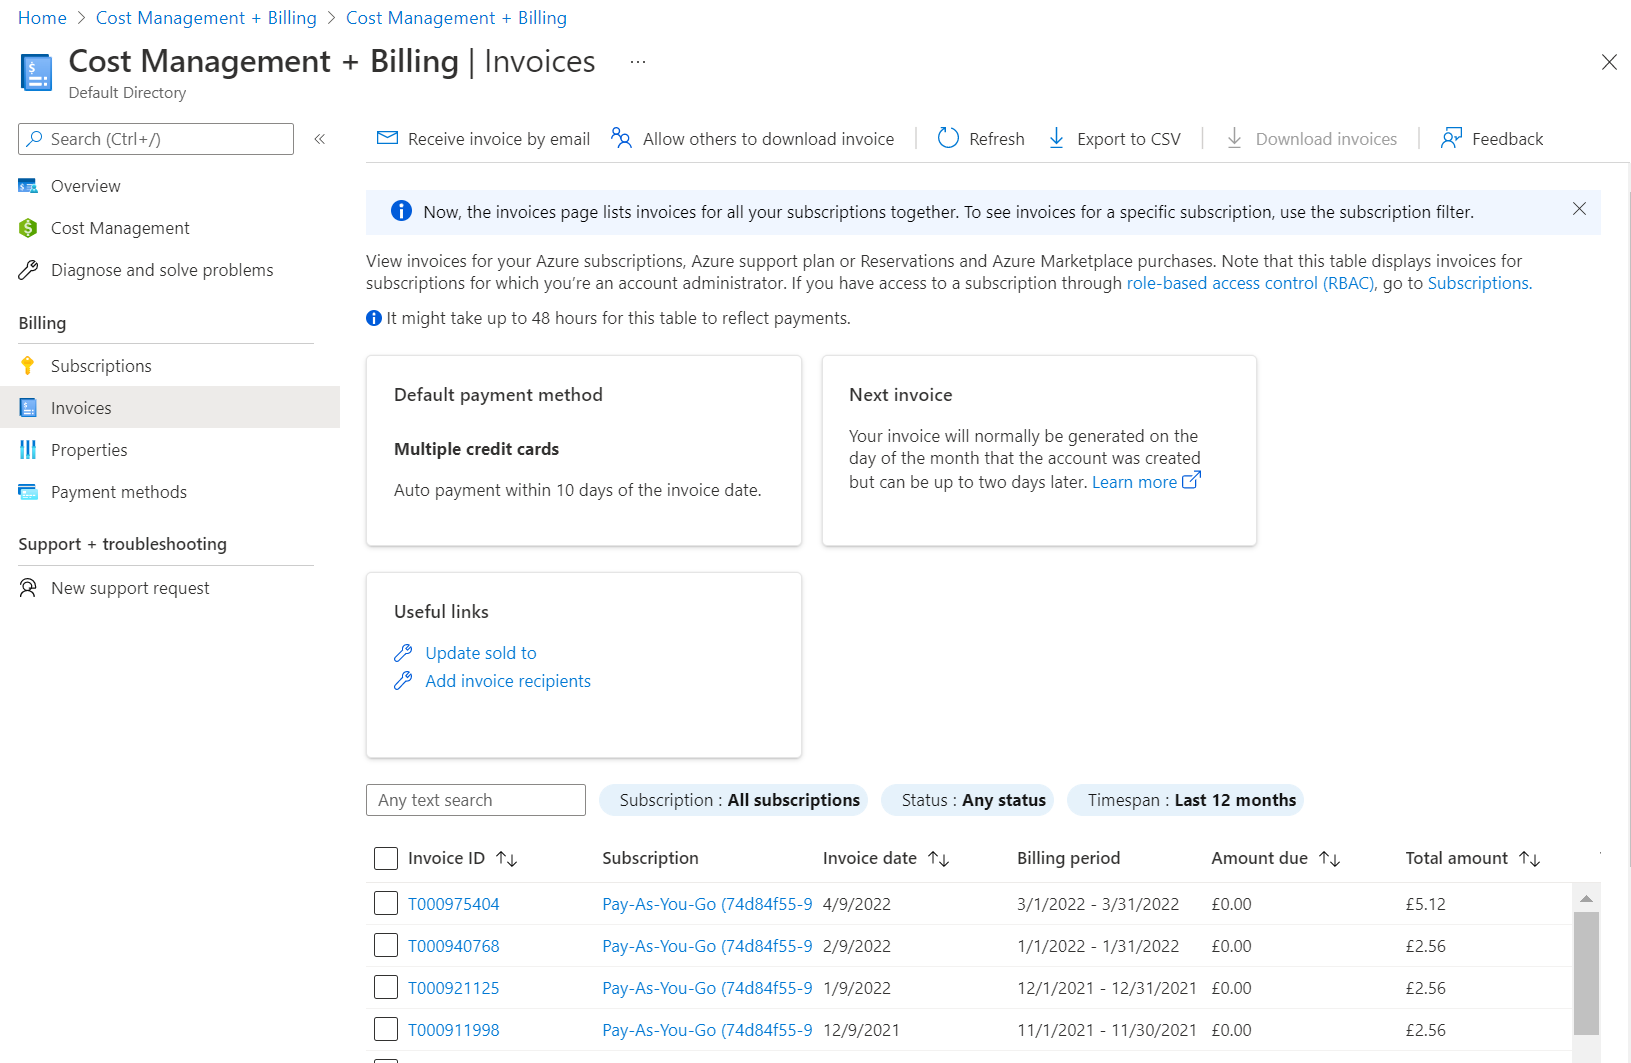 Home > Cost Management + Billing > Cost Management + Billing
Cost Management + Billing | Invoices ...
Default Directory
Search (Ctrl+/) «
Receive invoice by email Allow others to download invoice Refresh Export to CSV Download invoices Feedback
Overview
Cost Management
Diagnose and solve problems
Billing
Subscriptions
Invoices
Properties
Payment methods
Support + troubleshooting
New support request
Now, the invoices page lists invoices for all your subscriptions together. To see invoices for a specific subscription, use the subscription filter.
View invoices for your Azure subscriptions, Azure support plan or Reservations and Azure Marketplace purchases. Note that this table displays invoices for
subscriptions for which you’re an account administrator. If you have access to a subscription through role-based access control (RBAC), go to Subscriptions.
It might take up to 48 hours for this table to reflect payments.
Default payment method
Multiple credit cards
Auto payment within 10 days of the invoice date.
Next invoice
Your invoice will normally be generated on the
day of the month that the account was created
but can be up to two days later. Learn more
Useful links
Update sold to
Add invoice recipients
Any text search Subscription : All subscriptions Status : Any status Timespan : Last 12 months
Invoice ID ↑↓ Subscription Invoice date ↑↓ Billing period Amount due ↑↓ Total amount ↑↓
T000975404 Pay-As-You-Go (74d84f55-9 4/9/2022 3/1/2022 - 3/31/2022 £0.00 £5.12
T000940768 Pay-As-You-Go (74d84f55-9 2/9/2022 1/1/2022 - 1/31/2022 £0.00 £2.56
T000921125 Pay-As-You-Go (74d84f55-9 1/9/2022 12/1/2021 - 12/31/2021 £0.00 £2.56
T000911998 Pay-As-You-Go (74d84f55-9 12/9/2021 11/1/2021 - 11/30/2021 £0.00 £2.56